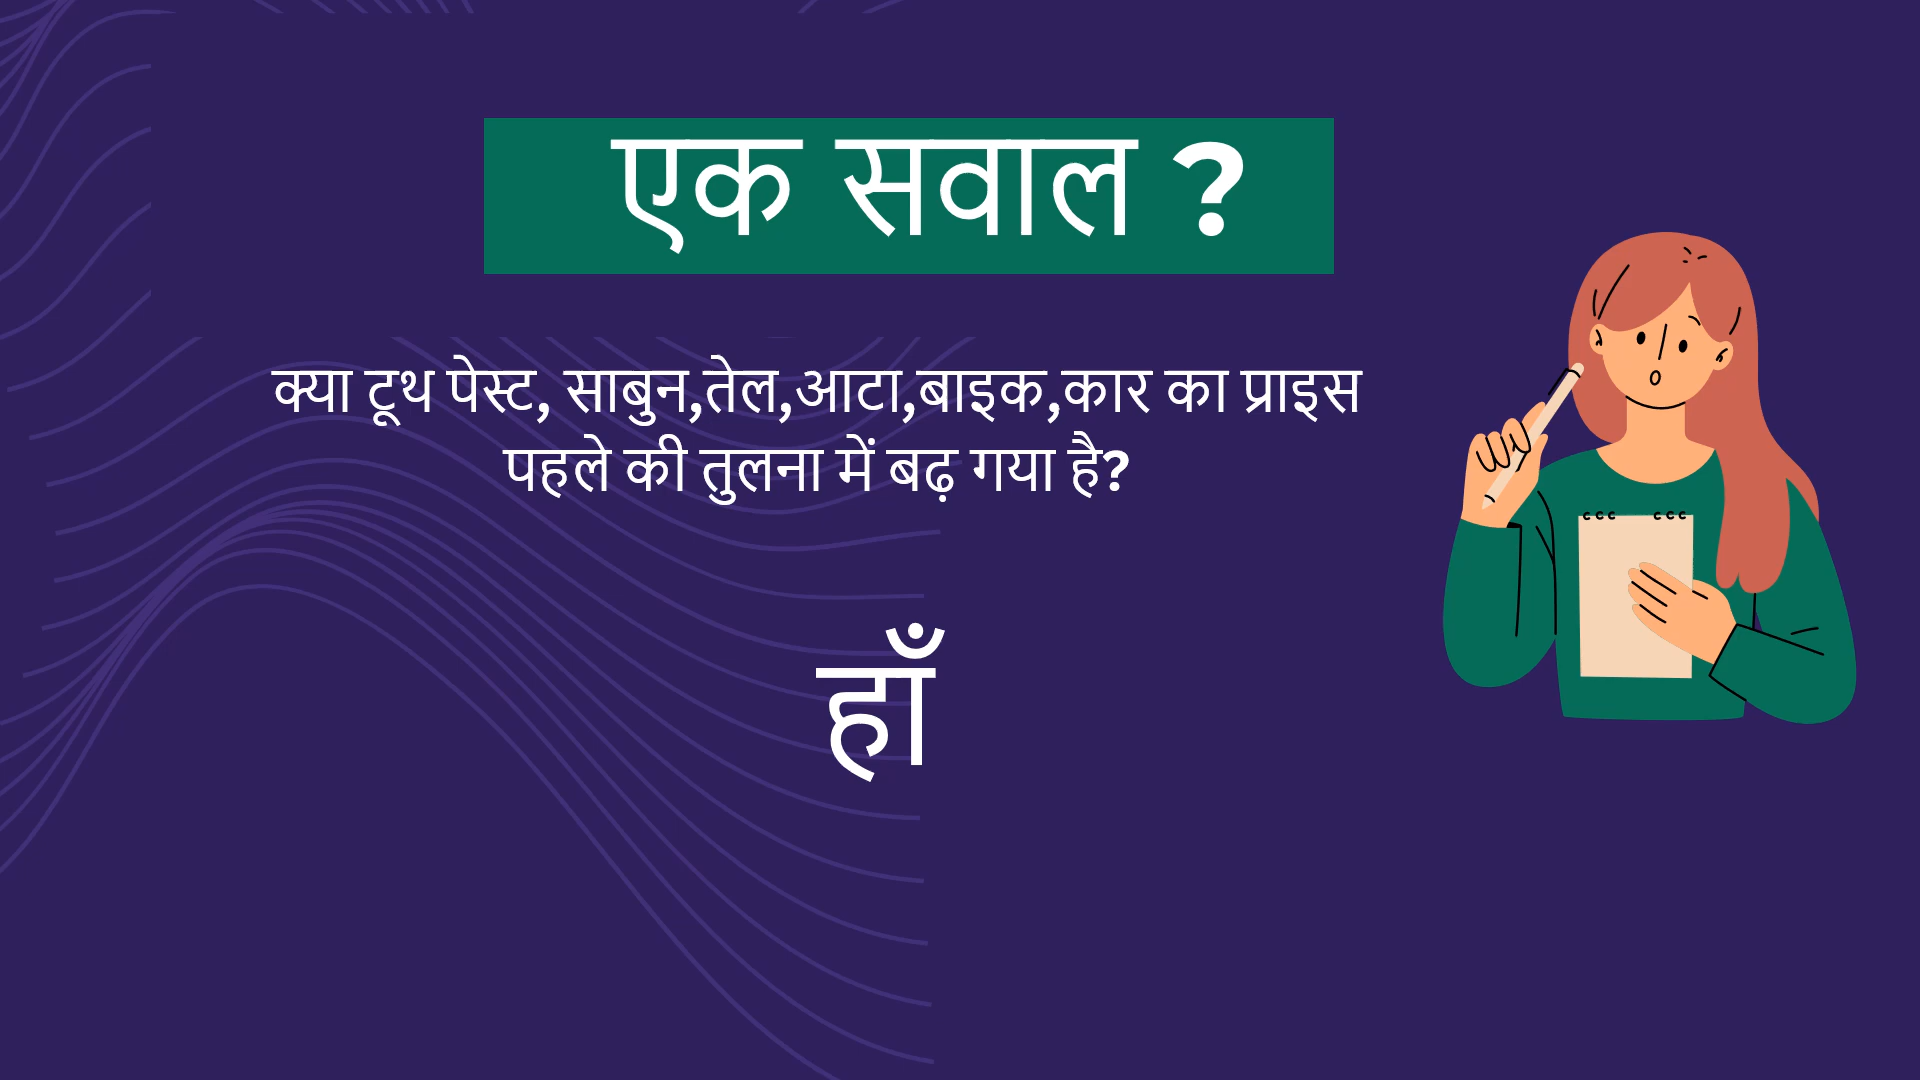 एक सवाल ?
क्या टूथ पेस्ट, साबुन,तेल,आटा,बाइक,कार का प्राइस
पहले की तुलना में बढ़ गया है?
हाँ